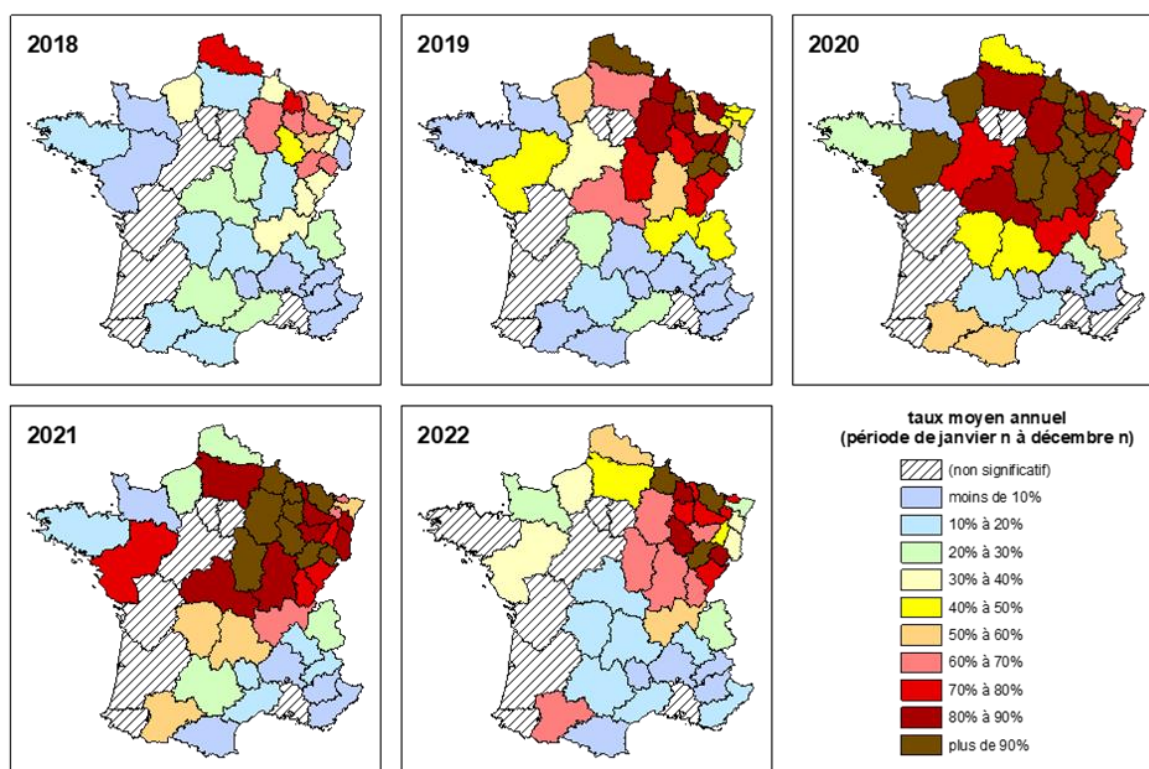 2018
2019
2020
2021
2022
taux moyen annuel
(période de janvier n à décembre n)
(non significatif)
moins de 10%
10% à 20%
20% à 30%
30% à 40%
40% à 50%
50% à 60%
60% à 70%
70% à 80%
80% à 90%
plus de 90%